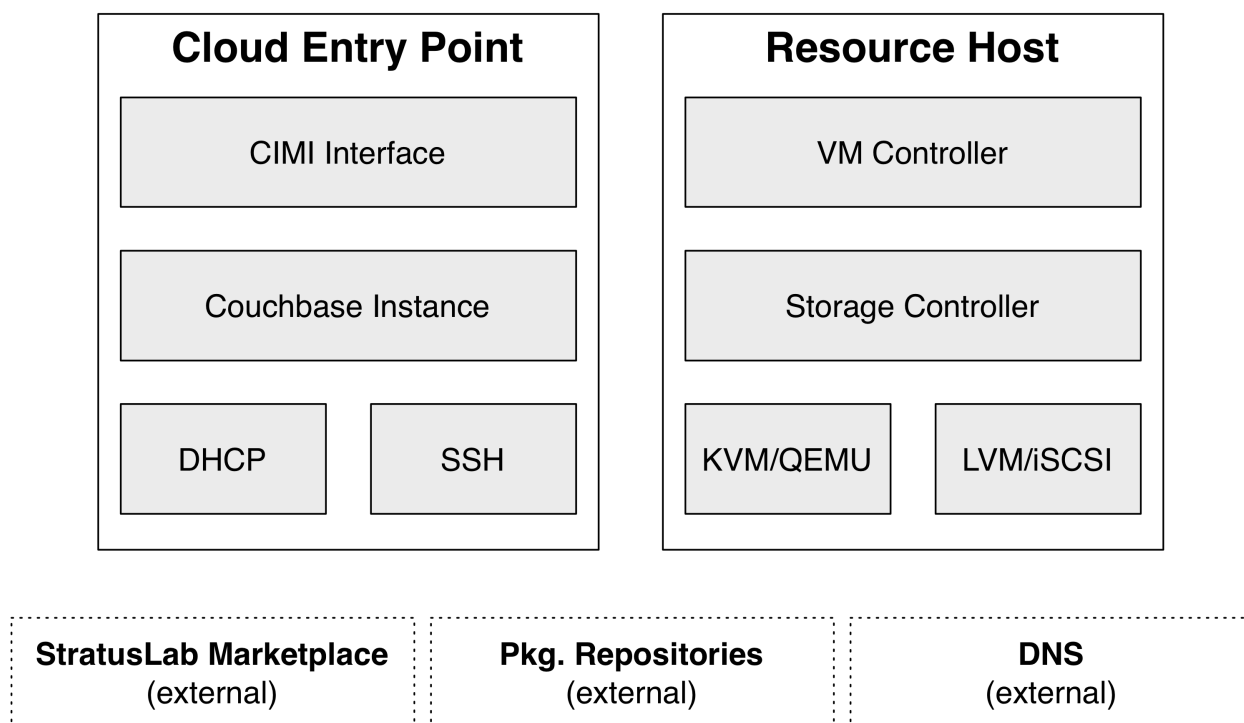 Cloud Entry Point
CIMI Interface
Couchbase Instance
DHCP
SSH
Resource Host
VM Controller
Storage Controller
KVM/QEMU
LVM/iSCSI
StratusLab Marketplace
(external)
Pkg. Repositories
(external)
DNS
(external)